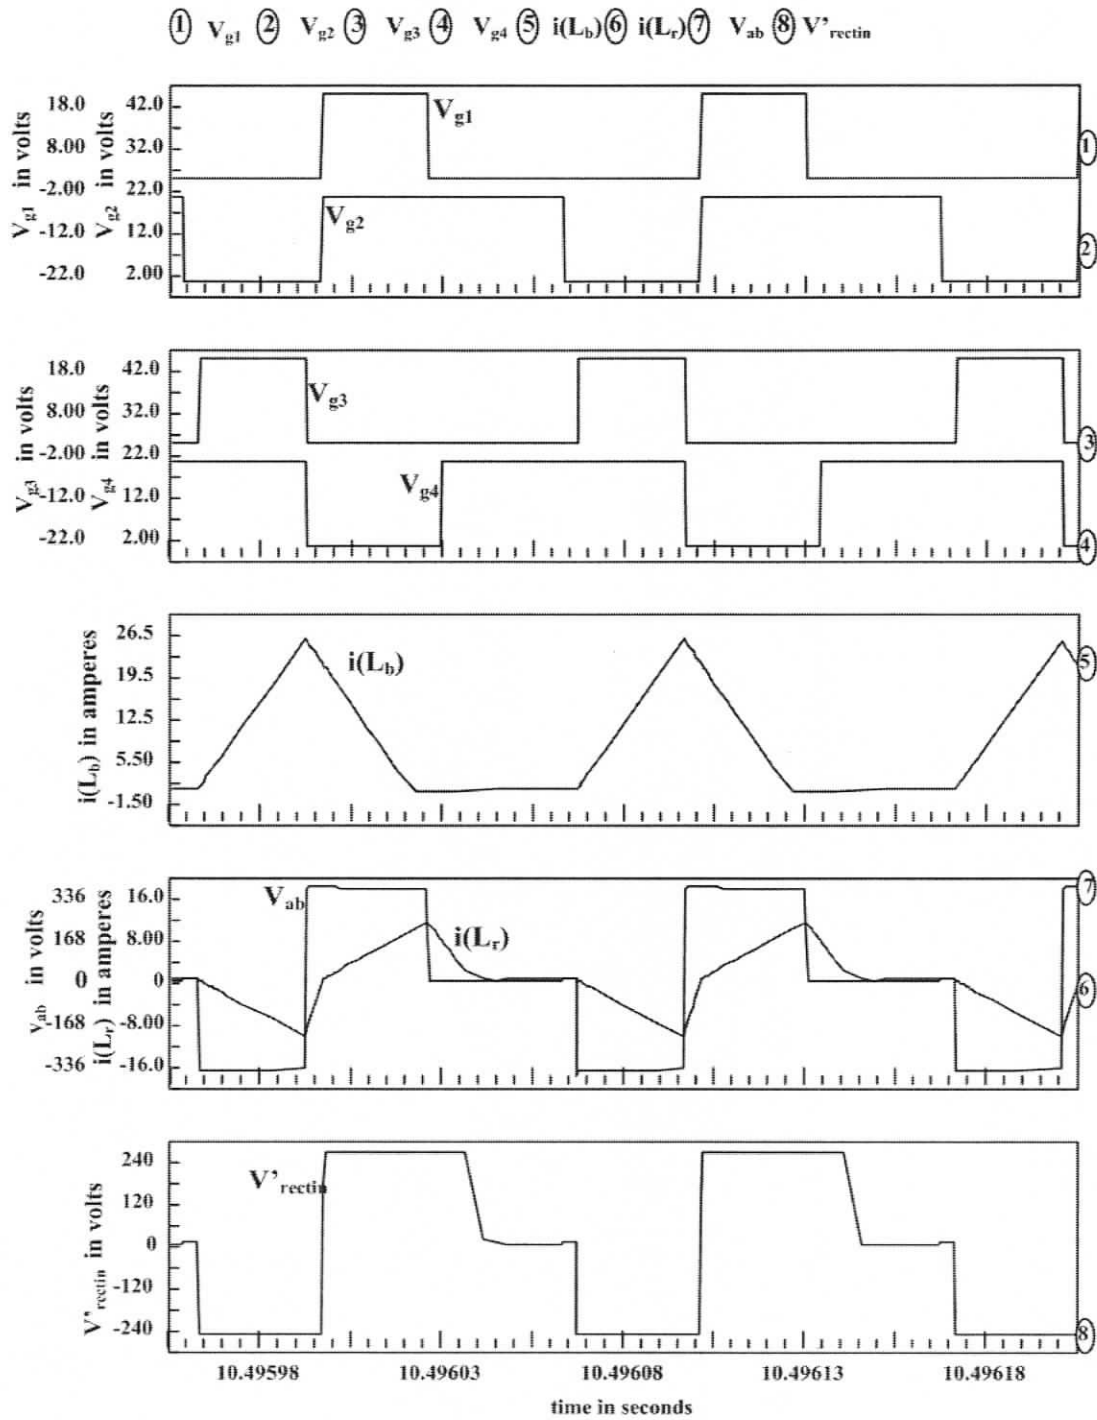 ① Vg1 ② Vg2 ③ Vg3 ④ Vg4 ⑤ i(Lb) ⑥ i(Lr) ⑦ Vab ⑧ V’rectin
Vg1 in volts
18.0
8.00
-2.00
-12.0
-22.0
Vg2 in volts
42.0
32.0
22.0
12.0
2.00
Vg1
Vg2
①
②
Vg3 in volts
18.0
8.00
-2.00
-12.0
-22.0
Vg4 in volts
42.0
32.0
22.0
12.0
2.00
Vg3
Vg4
③
④
i(Lb) in amperes
26.5
19.5
12.5
5.50
-1.50
i(Lb)
⑤
vab in volts
336
168
0
-168
-336
i(Lr) in amperes
16.0
8.00
0
-8.00
-16.0
Vab
i(Lr)
⑦
⑥
V’rectin in volts
240
120
0
-120
-240
V’rectin
⑧
10.49598 10.49603 10.49608 10.49613 10.49618
time in seconds